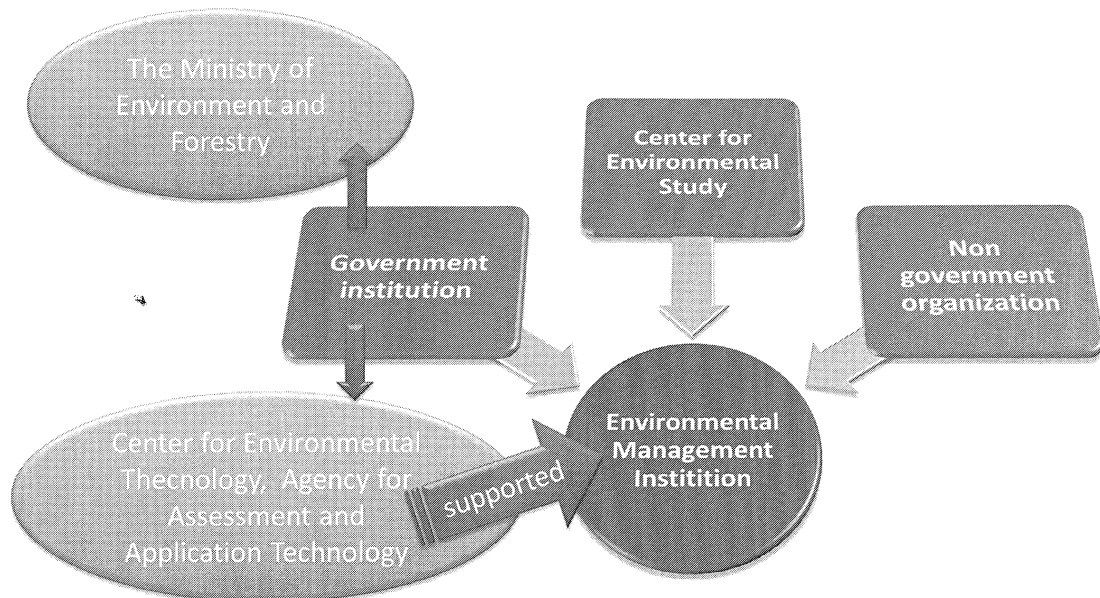 The Ministry of
Environment and
Forestry
Center for
Environmental
Study
Government
institution
Non
government
organization
Center for Environmental
Thecnology, Agency for
Assessment and
Application Technology
supported
Environmental
Management
Institition